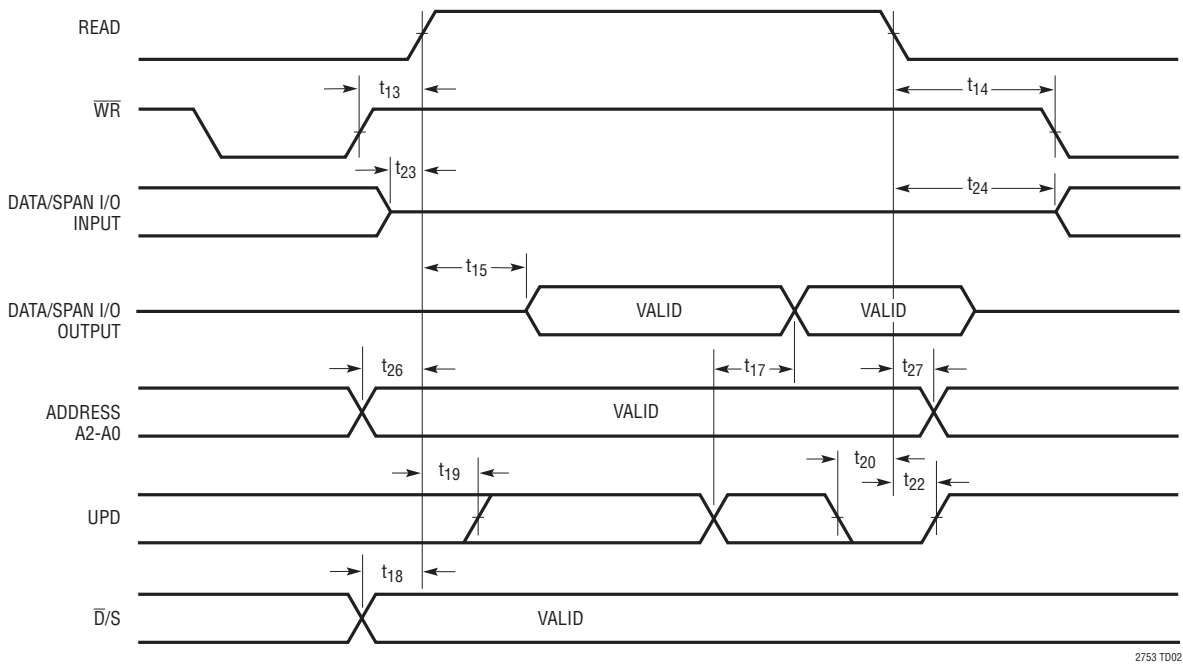 READ
t13
t14
W̅R̅
t23
t24
DATA/SPAN I/O
INPUT
t15
DATA/SPAN I/O
OUTPUT
VALID
VALID
t26
t17
t27
ADDRESS
A2-A0
VALID
t19
t20
t22
UPD
t18
D̅/S
VALID
2753 TD02